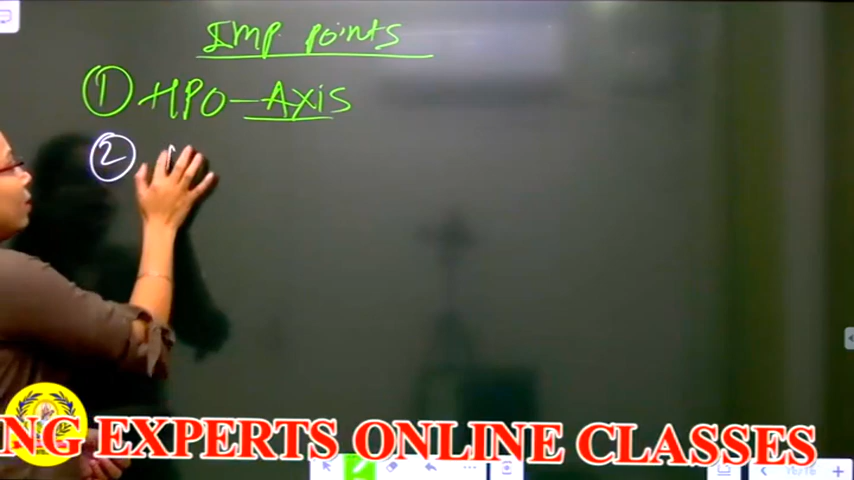 Imp points
① HPO-Axis
②
NG EXPERTS ONLINE CLASSES